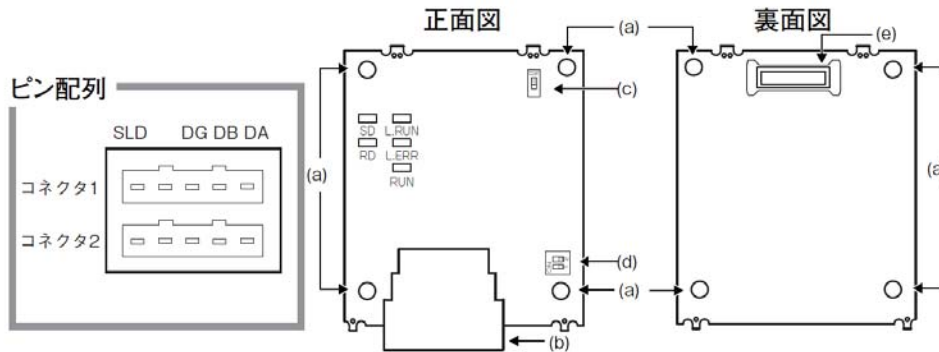 正面図
裏面図
(a)
(e)
ピン配列
(c)
SLD DG DB DA
SD L.RUN
RD L.ERR
RUN
(a)
(a)
コネクタ1
コネクタ2
(d)
(a)
(b)